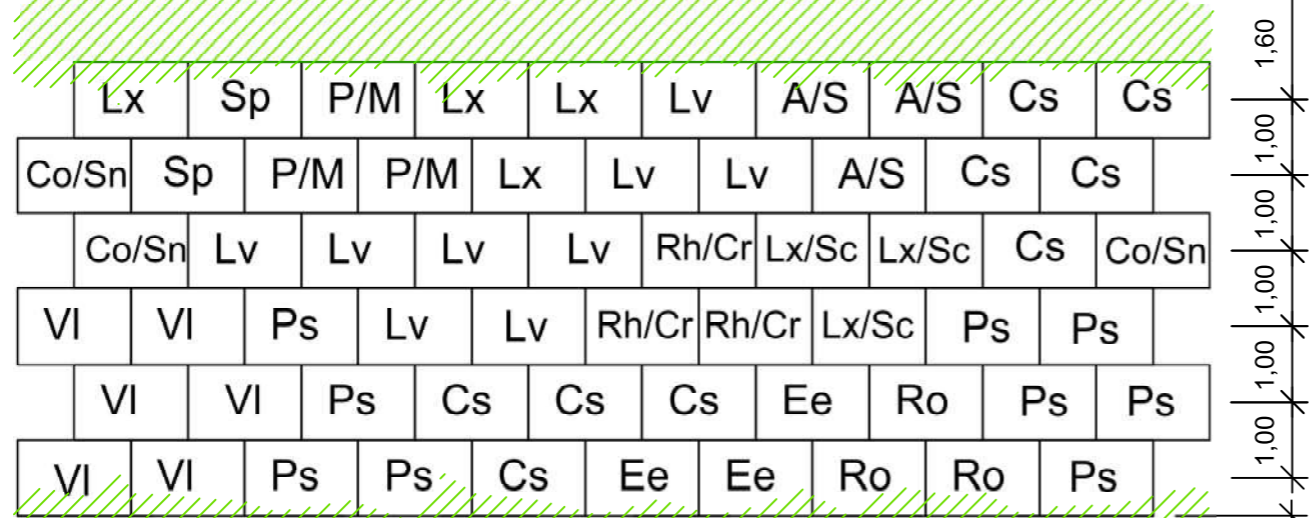 Lx Sp P/M Lx Lx Lv A/S A/S Cs Cs
Co/Sn Sp P/M P/M Lx Lv Lv A/S Cs Cs
Co/Sn Lv Lv Lv Lv Rh/Cr Lx/Sc Lx/Sc Cs Co/Sn
Vl Vl Ps Lv Lv Rh/Cr Rh/Cr Lx/Sc Ps Ps
Vl Vl Ps Cs Cs Cs Ee Ro Ps Ps
Vl Vl Ps Ps Cs Ee Ee Ro Ro Ps
1,60
1,00
1,00
1,00
1,00
1,00